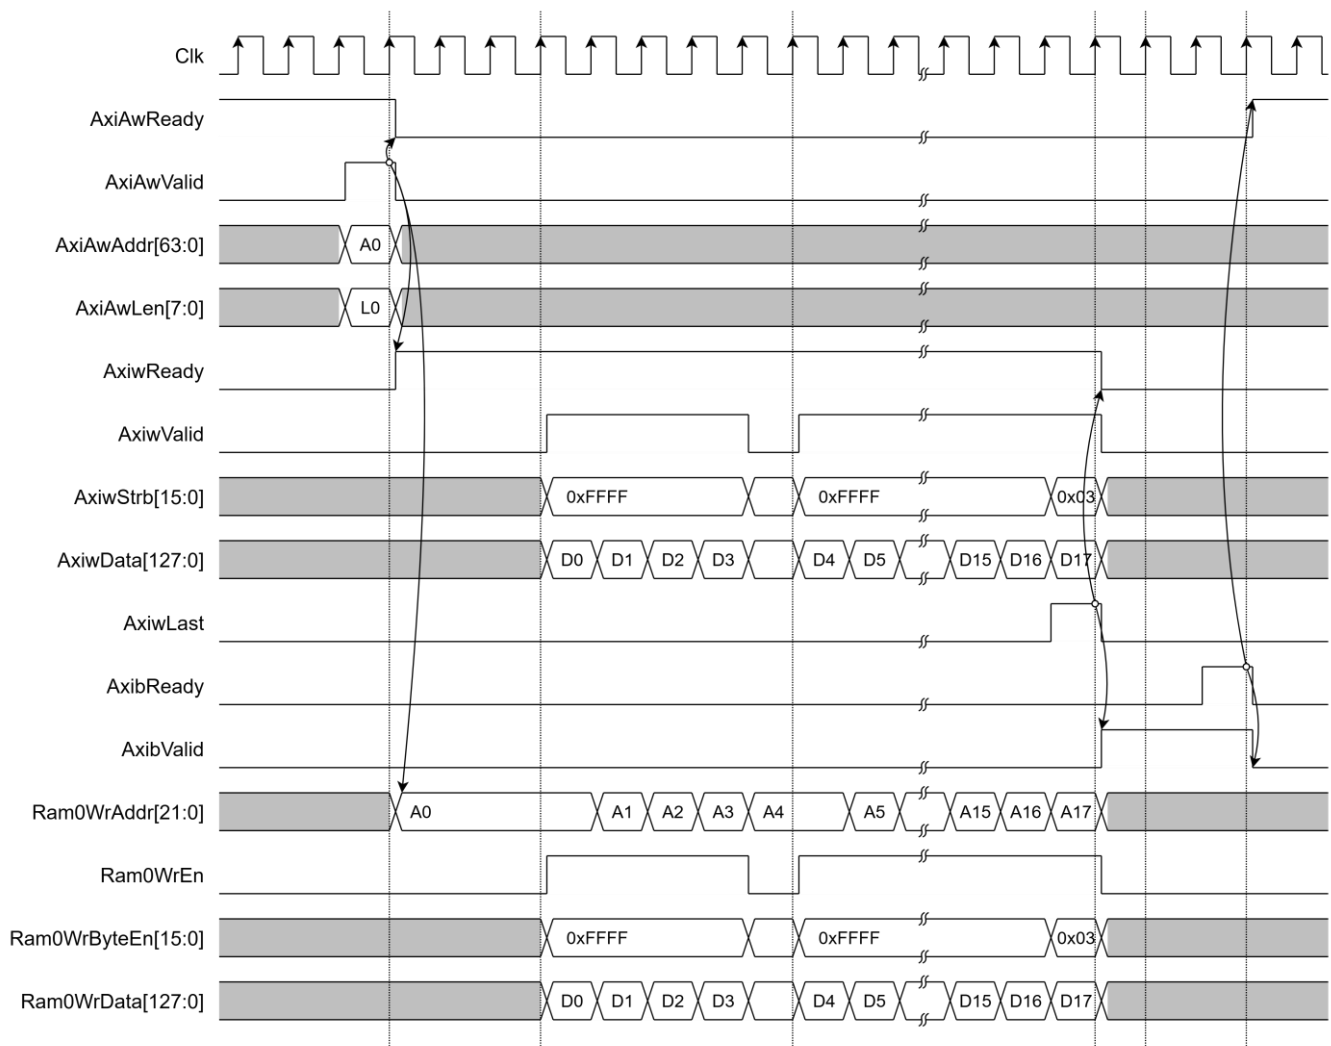 Clk
AxiAwReady
AxiAwValid
AxiAwAddr[63:0] A0
AxiAwLen[7:0] L0
AxiwReady
AxiwValid
AxiwStrb[15:0] 0xFFFF 0xFFFF 0x03
AxiwData[127:0] D0 D1 D2 D3 D4 D5 D15 D16 D17
AxiwLast
AxibReady
AxibValid
Ram0WrAddr[21:0] A0 A1 A2 A3 A4 A5 A15 A16 A17
Ram0WrEn
Ram0WrByteEn[15:0] 0xFFFF 0xFFFF 0x03
Ram0WrData[127:0] D0 D1 D2 D3 D4 D5 D15 D16 D17